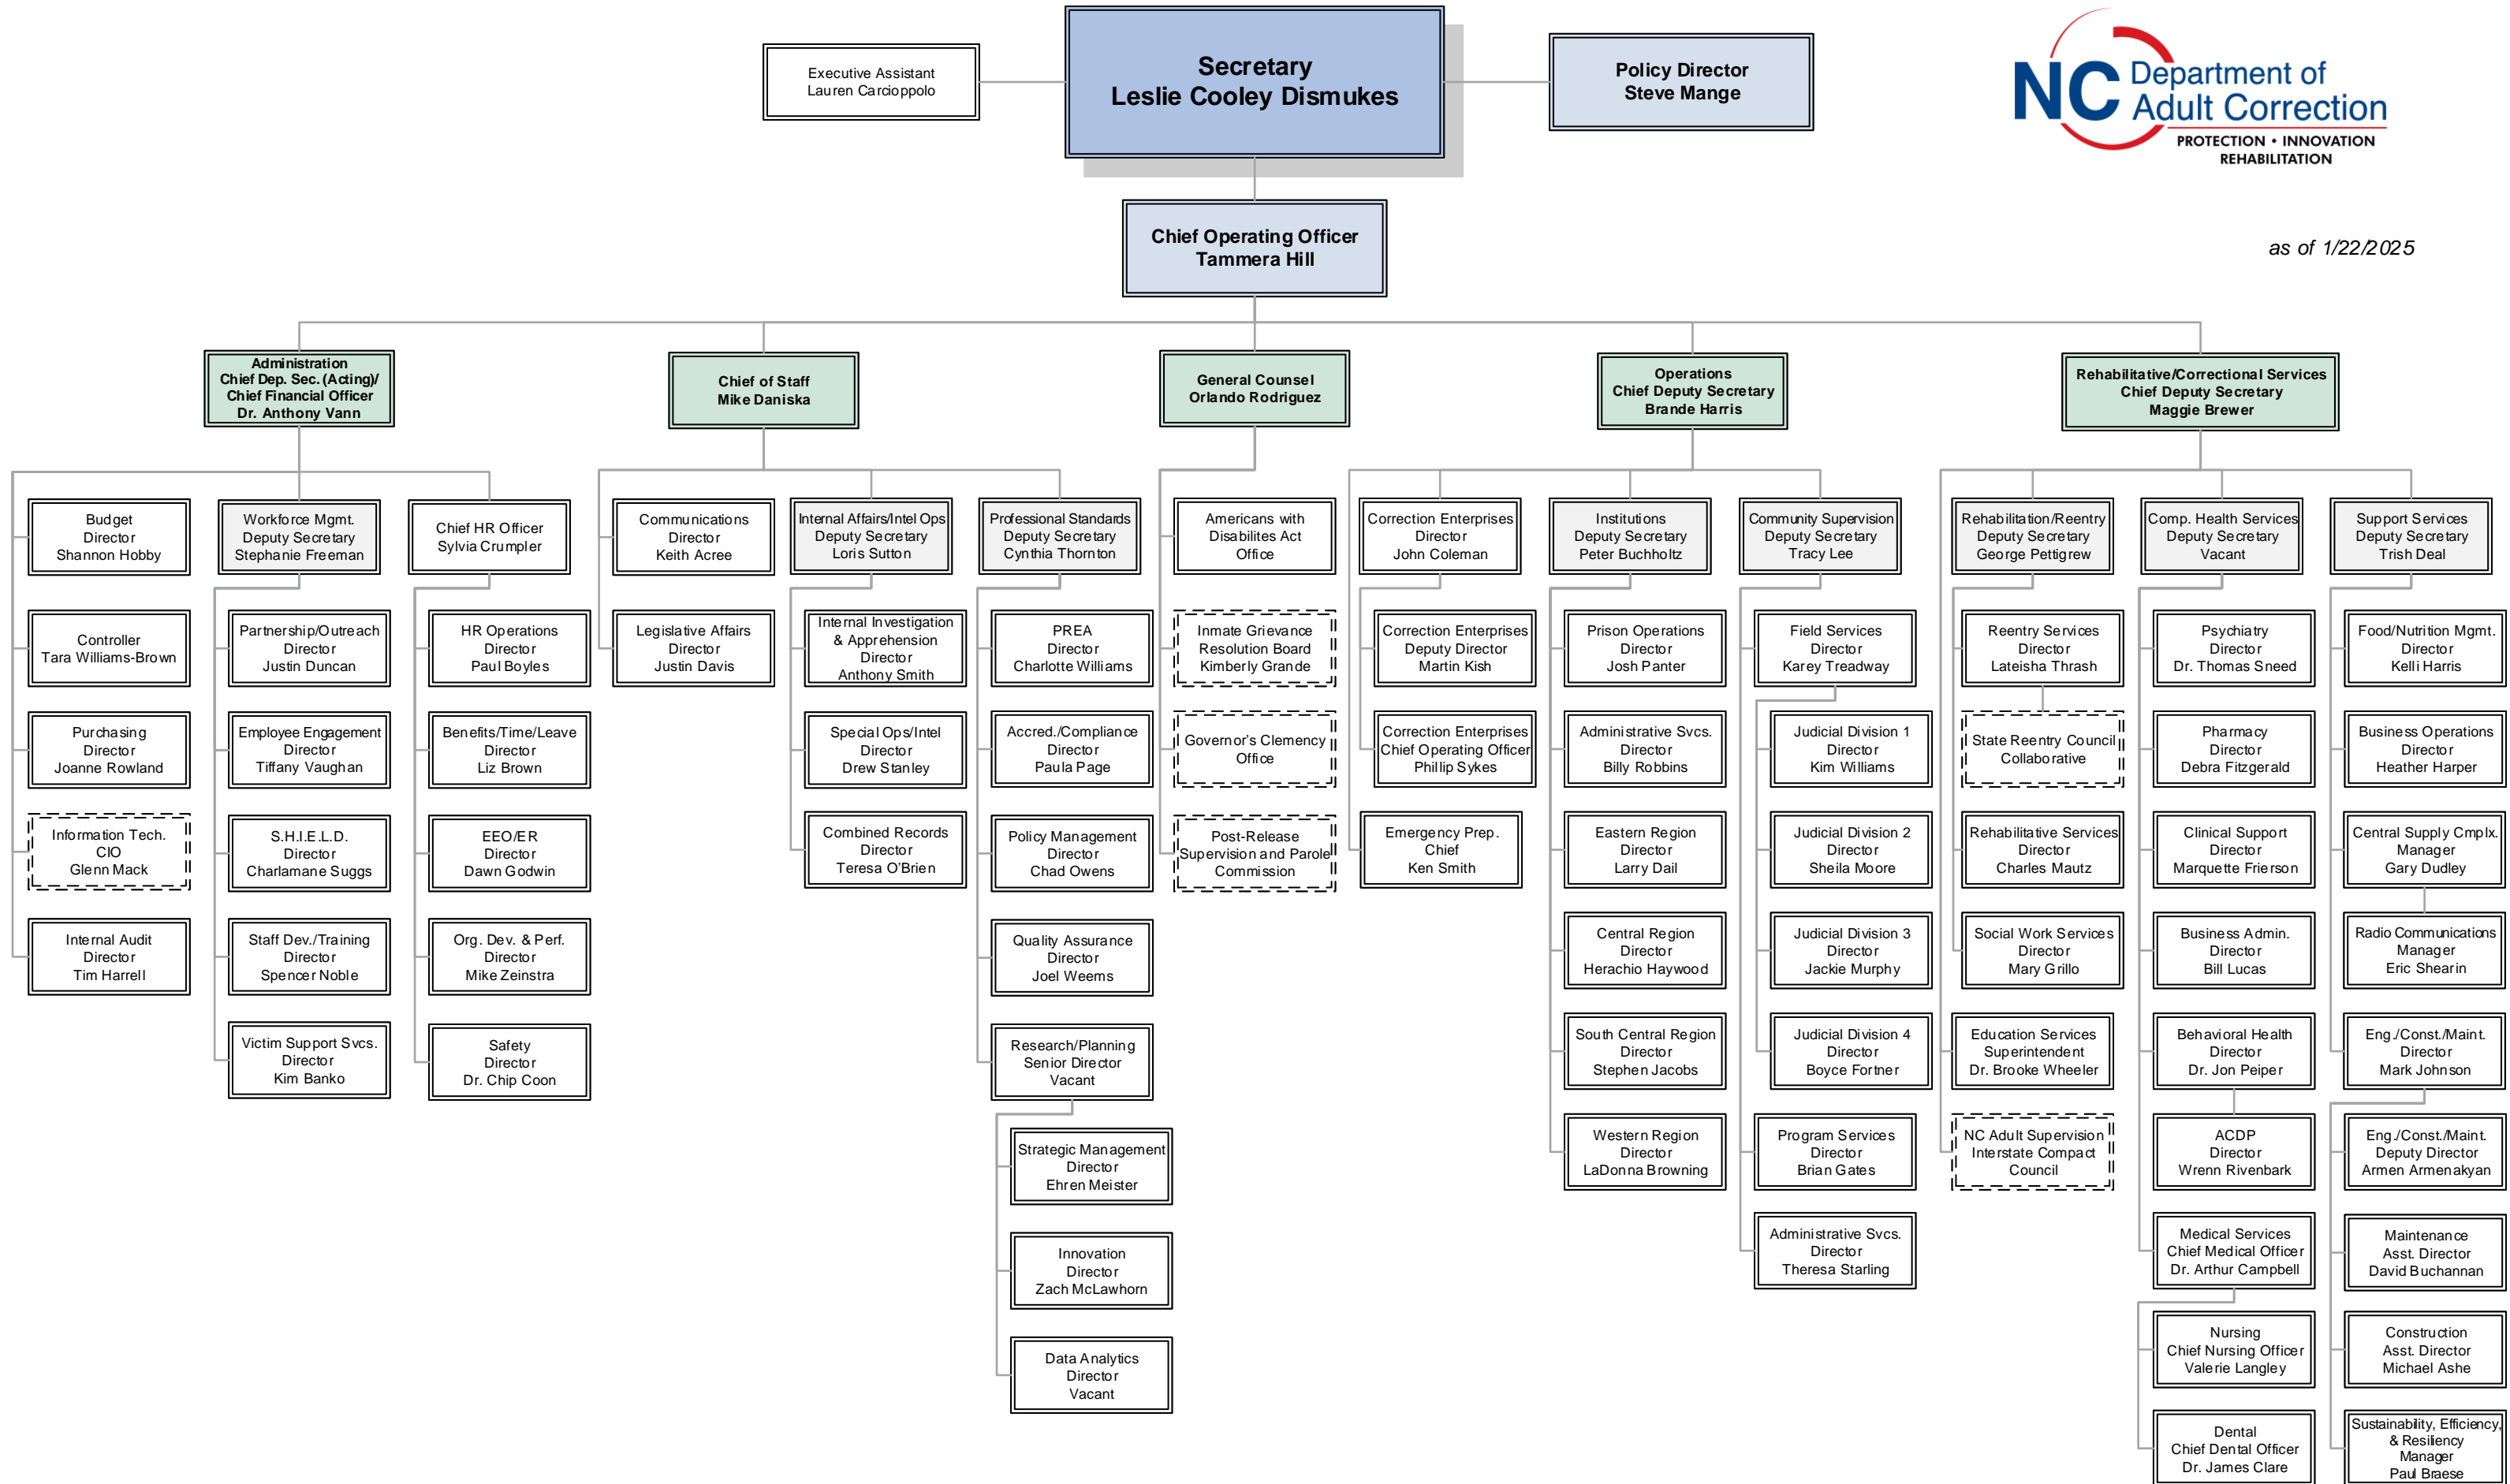 Executive Assistant
Lauren Carcioppolo
Secretary
Leslie Cooley Dismukes
Policy Director
Steve Mange
NC Department of
Adult Correction
PROTECTION • INNOVATION
REHABILITATION
Chief Operating Officer
Tammera Hill
as of 1/22/2025
Administration
Chief Dep. Sec. (Acting)/
Chief Financial Officer
Dr. Anthony Vann
Chief of Staff
Mike Daniska
General Counsel
Orlando Rodriguez
Operations
Chief Deputy Secretary
Brande Harris
Rehabilitative/Correctional Services
Chief Deputy Secretary
Maggie Brewer
Budget
Director
Shannon Hobby
Controller
Tara Williams-Brown
Purchasing
Director
Joanne Rowland
Information Tech.
CIO
Glenn Mack
Internal Audit
Director
Tim Harrell
Workforce Mgmt.
Deputy Secretary
Stephanie Freeman
Partnership/Outreach
Director
Justin Duncan
Employee Engagement
Director
Tiffany Vaughan
S.H.I.E.L.D.
Director
Charlamane Suggs
Staff Dev./Training
Director
Spencer Noble
Victim Support Svcs.
Director
Kim Banko
Chief HR Officer
Sylvia Crumpler
HR Operations
Director
Paul Boyles
Benefits/Time/Leave
Director
Liz Brown
EEO/ER
Director
Dawn Godwin
Org. Dev. & Perf.
Director
Mike Zeinstra
Safety
Director
Dr. Chip Coon
Communications
Director
Keith Acree
Legislative Affairs
Director
Justin Davis
Internal Affairs/Intel Ops
Deputy Secretary
Loris Sutton
Internal Investigation
& Apprehension
Director
Anthony Smith
Special Ops/Intel
Director
Drew Stanley
Combined Records
Director
Teresa O'Brien
Professional Standards
Deputy Secretary
Cynthia Thornton
PREA
Director
Charlotte Williams
Accred./Compliance
Director
Paula Page
Policy Management
Director
Chad Owens
Quality Assurance
Director
Joel Weems
Research/Planning
Senior Director
Vacant
Strategic Management
Director
Ehren Meister
Innovation
Director
Zach McLawhorn
Data Analytics
Director
Vacant
Americans with
Disabilites Act
Office
Inmate Grievance
Resolution Board
Kimberly Grande
Governor's Clemency
Office
Post-Release
Supervision and Parole
Commission
Correction Enterprises
Director
John Coleman
Correction Enterprises
Deputy Director
Martin Kish
Correction Enterprises
Chief Operating Officer
Phillip Sykes
Emergency Prep.
Chief
Ken Smith
Institutions
Deputy Secretary
Peter Buchholtz
Prison Operations
Director
Josh Panter
Administrative Svcs.
Director
Billy Robbins
Eastern Region
Director
Larry Dail
Central Region
Director
Herachio Haywood
South Central Region
Director
Stephen Jacobs
Western Region
Director
LaDonna Browning
Community Supervision
Deputy Secretary
Tracy Lee
Field Services
Director
Karey Treadway
Judicial Division 1
Director
Kim Williams
Judicial Division 2
Director
Sheila Moore
Judicial Division 3
Director
Jackie Murphy
Judicial Division 4
Director
Boyce Fortner
Program Services
Director
Brian Gates
Administrative Svcs.
Director
Theresa Starling
Rehabilitation/Reentry
Deputy Secretary
George Pettigrew
Reentry Services
Director
Lateisha Thrash
State Reentry Council
Collaborative
Rehabilitative Services
Director
Charles Mautz
Social Work Services
Director
Mary Grillo
Education Services
Superintendent
Dr. Brooke Wheeler
NC Adult Supervision
Interstate Compact
Council
Comp. Health Services
Deputy Secretary
Vacant
Psychiatry
Director
Dr. Thomas Sneed
Pharmacy
Director
Debra Fitzgerald
Clinical Support
Director
Marquette Frierson
Business Admin.
Director
Bill Lucas
Behavioral Health
Director
Dr. Jon Peiper
ACDP
Director
Wrenn Rivenbark
Medical Services
Chief Medical Officer
Dr. Arthur Campbell
Nursing
Chief Nursing Officer
Valerie Langley
Dental
Chief Dental Officer
Dr. James Clare
Support Services
Deputy Secretary
Trish Deal
Food/Nutrition Mgmt.
Director
Kelli Harris
Business Operations
Director
Heather Harper
Central Supply Cmplx.
Manager
Gary Dudley
Radio Communications
Manager
Eric Shearin
Eng./Const./Maint.
Director
Mark Johnson
Eng./Const./Maint.
Deputy Director
Armen Armenakyan
Maintenance
Asst. Director
David Buchannan
Construction
Asst. Director
Michael Ashe
Sustainability, Efficiency,
& Resiliency
Manager
Paul Braese